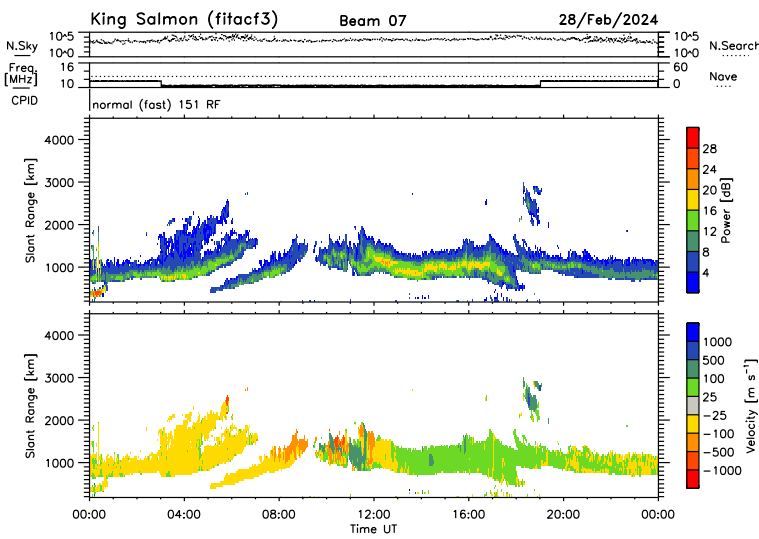 King Salmon (fitacf3) Beam 07 28/Feb/2024
N.Sky 10^5 10^0 10^5 10^0 N.Search
Freq. [MHz] 16 10 60 0 Nave
CPID normal (fast) 151 RF
Slant Range [km] 4000 3000 2000 1000
Power [dB] 28 24 20 16 12 8 4
Slant Range [km] 4000 3000 2000 1000
Velocity [m s⁻¹] 1000 500 100 25 −25 −100 −500 −1000
00:00 04:00 08:00 12:00 16:00 20:00 00:00
Time UT